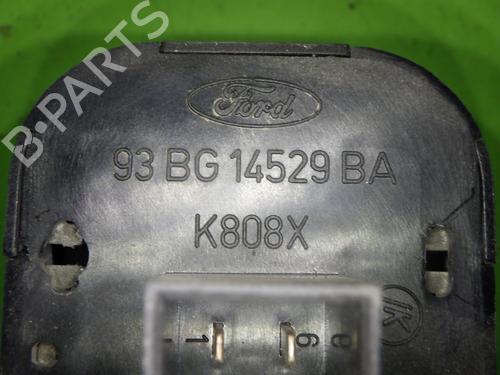 B-PARTS
Ford
93 BG 14529 BA
K808X
1 6
K